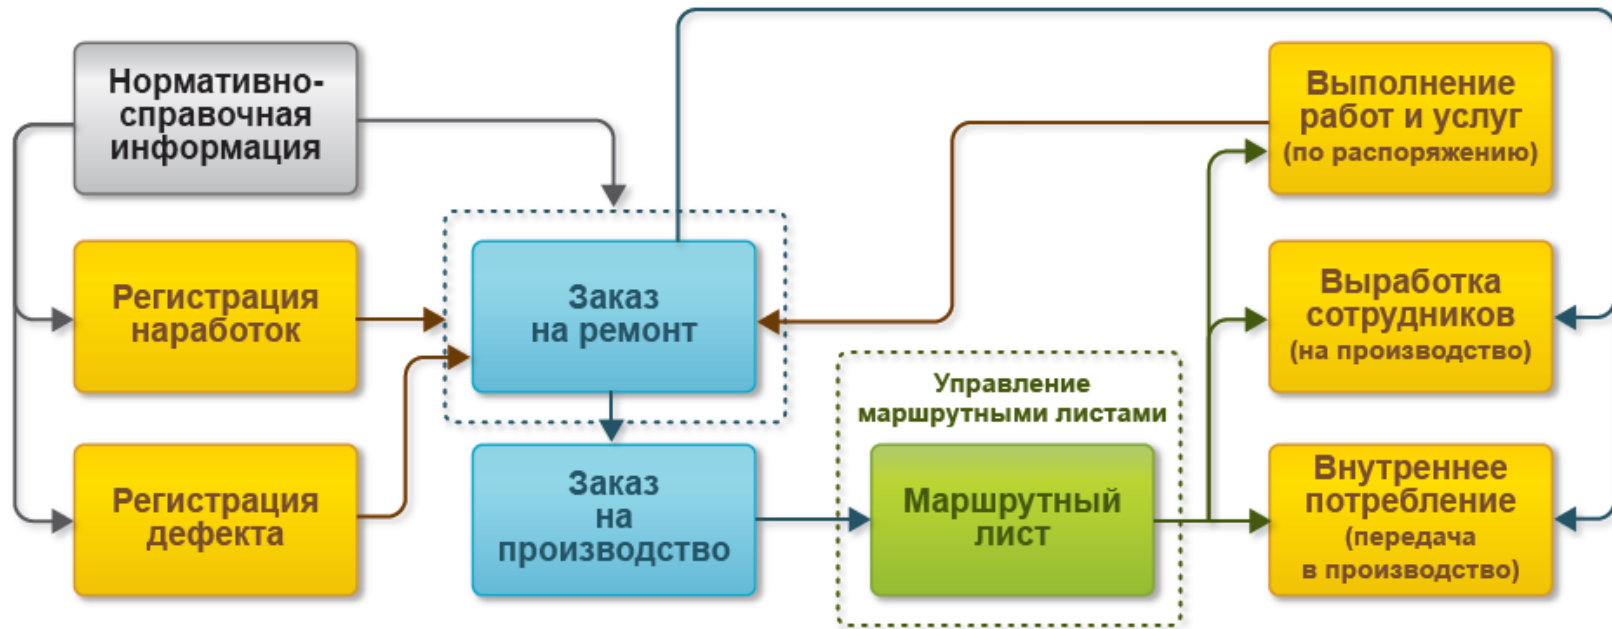 Нормативно-
справочная
информация
Регистрация
наработок
Регистрация
дефекта
Заказ
на ремонт
Заказ
на
производство
Управление
маршрутными листами
Маршрутный
лист
Выполнение
работ и услуг
(по распоряжению)
Выработка
сотрудников
(на производство)
Внутреннее
потребление
(передача
в производство)